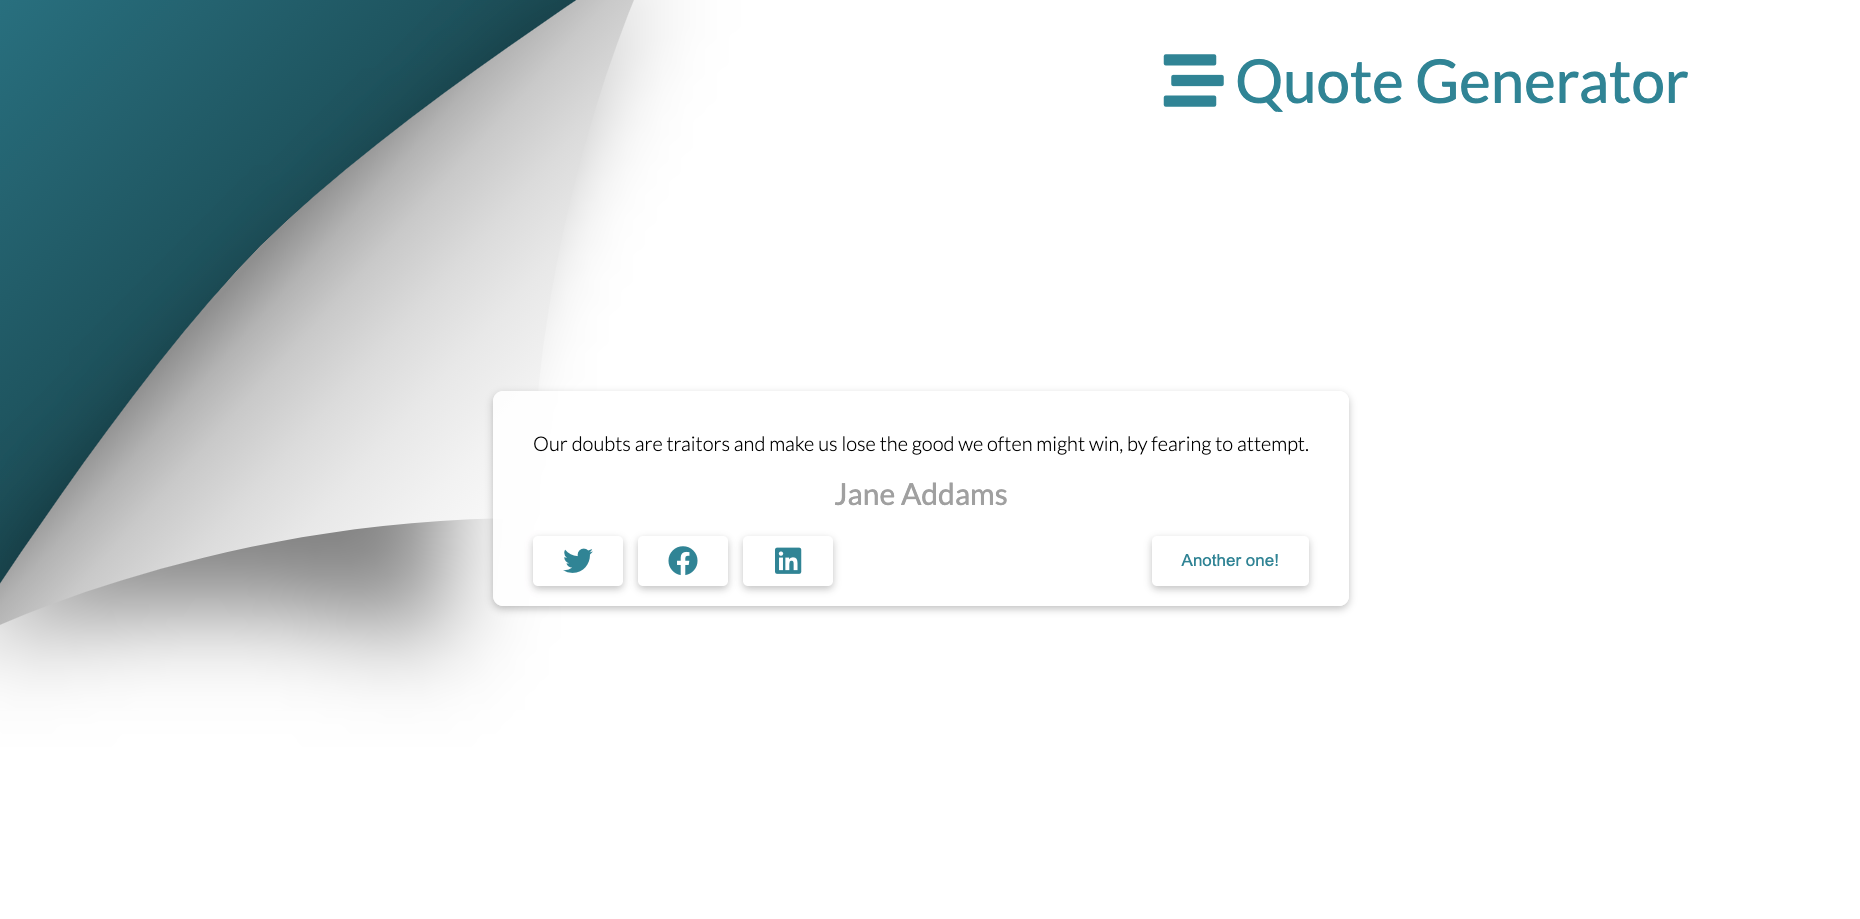 Quote Generator
Our doubts are traitors and make us lose the good we often might win, by fearing to attempt.
Jane Addams
Another one!